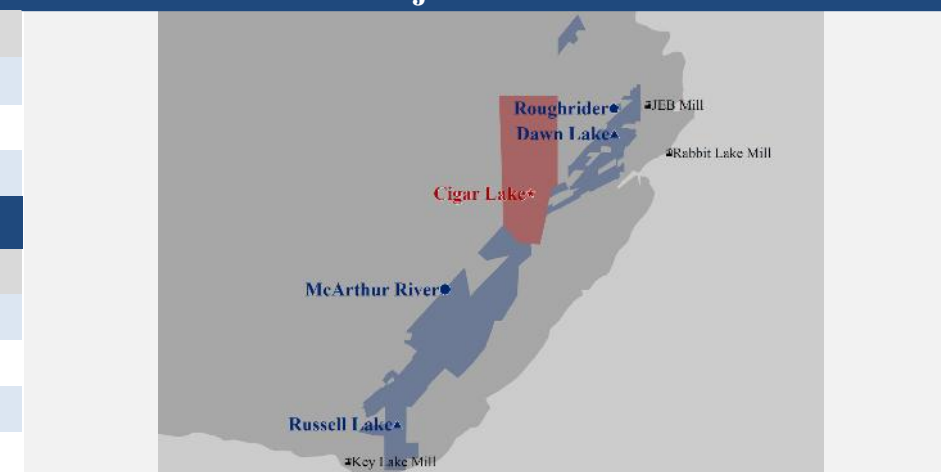 Roughrider
JEB Mill
Dawn Lake
Rabbit Lake Mill
Cigar Lake
McArthur River
Russell Lake
Key Lake Mill